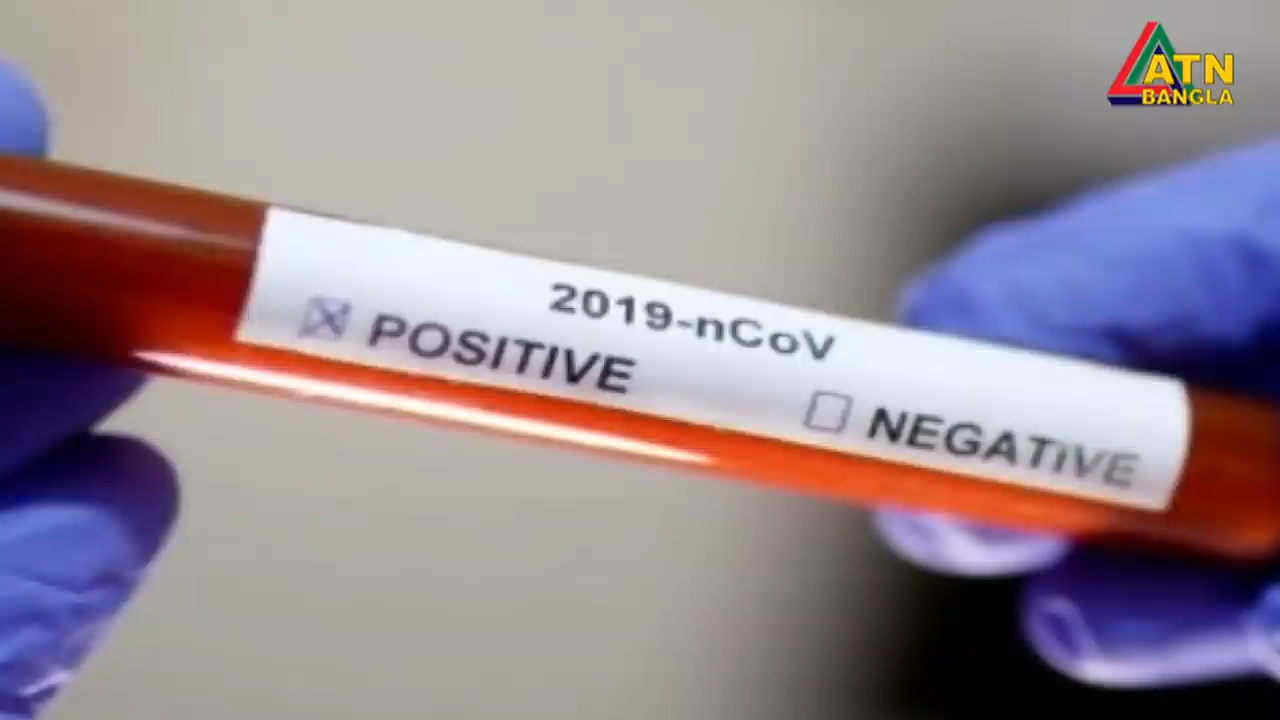 ATN
BANGLA
2019-nCoV
☒ POSITIVE
☐ NEGATIVE